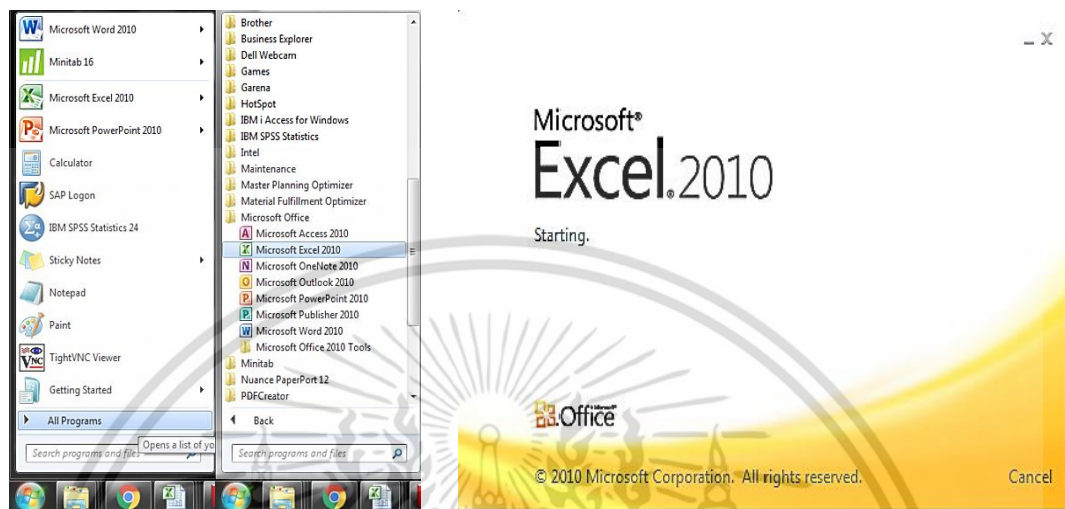 Microsoft Word 2010
Minitab 16
Microsoft Excel 2010
Microsoft PowerPoint 2010
Calculator
SAP Logon
IBM SPSS Statistics 24
Sticky Notes
Notepad
Paint
TightVNC Viewer
Getting Started
All Programs
Opens a list of yo
Search programs and files
Brother
Business Explorer
Dell Webcam
Games
Garena
HotSpot
IBM i Access for Windows
IBM SPSS Statistics
Intel
Maintenance
Master Planning Optimizer
Material Fulfillment Optimizer
Microsoft Office
Microsoft Access 2010
Microsoft Excel 2010
Microsoft OneNote 2010
Microsoft Outlook 2010
Microsoft PowerPoint 2010
Microsoft Publisher 2010
Microsoft Word 2010
Microsoft Office 2010 Tools
Minitab
Nuance PaperPort 12
PDFCreator
Back
Search programs and files
Microsoft®
Excel®2010
Starting.
Microsoft®
Office
© 2010 Microsoft Corporation. All rights reserved.
Cancel